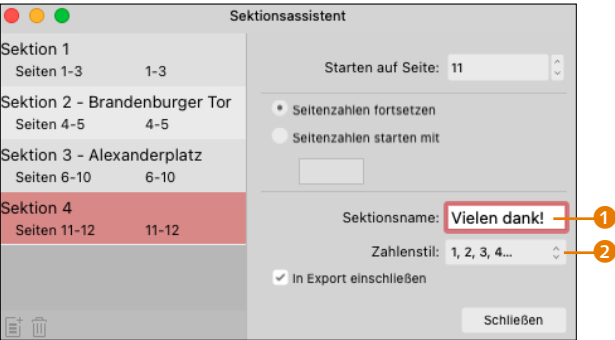 Sektionsassistent
Sektion 1
Seiten 1-3 1-3
Sektion 2 - Brandenburger Tor
Seiten 4-5 4-5
Sektion 3 - Alexanderplatz
Seiten 6-10 6-10
Sektion 4
Seiten 11-12 11-12
Starten auf Seite: 11
Seitenzahlen fortsetzen
Seitenzahlen starten mit
Sektionsname: Vielen dank! 1
Zahlenstil: 1, 2, 3, 4... 2
In Export einschließen
Schließen